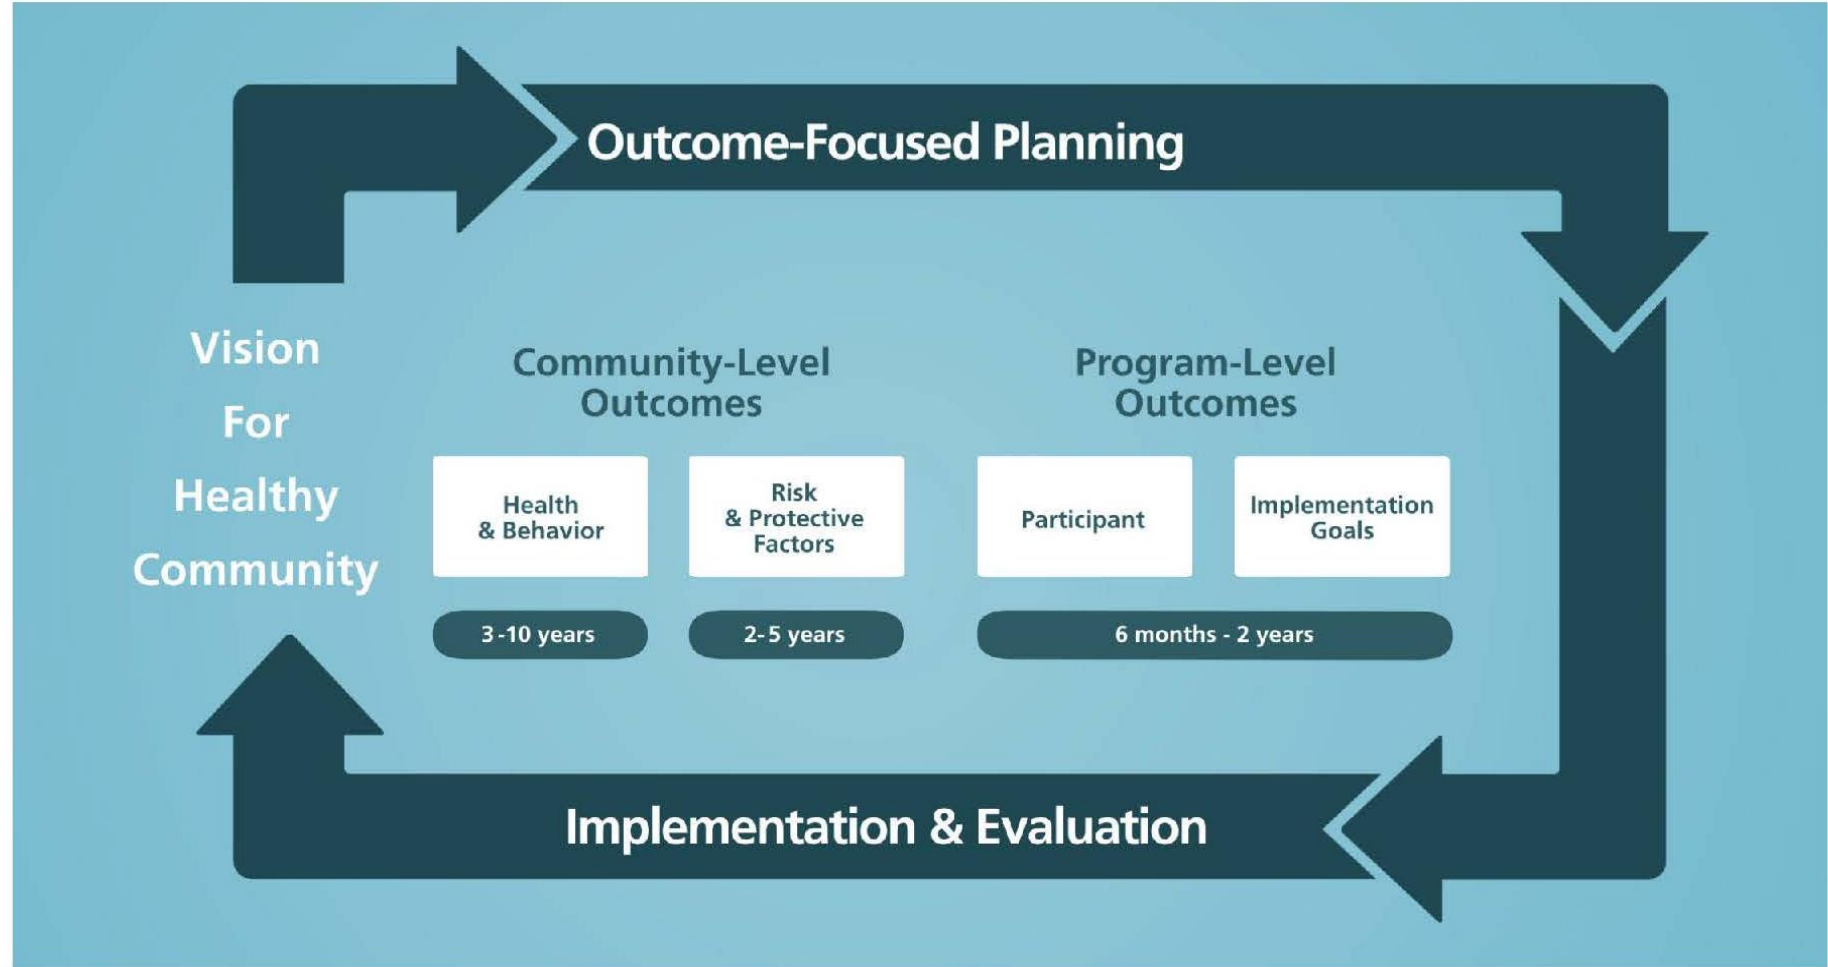 Outcome-Focused Planning
Vision
For
Healthy
Community
Community-Level
Outcomes
Program-Level
Outcomes
Health
& Behavior
Risk
& Protective
Factors
Participant
Implementation
Goals
3-10 years
2-5 years
6 months - 2 years
Implementation & Evaluation